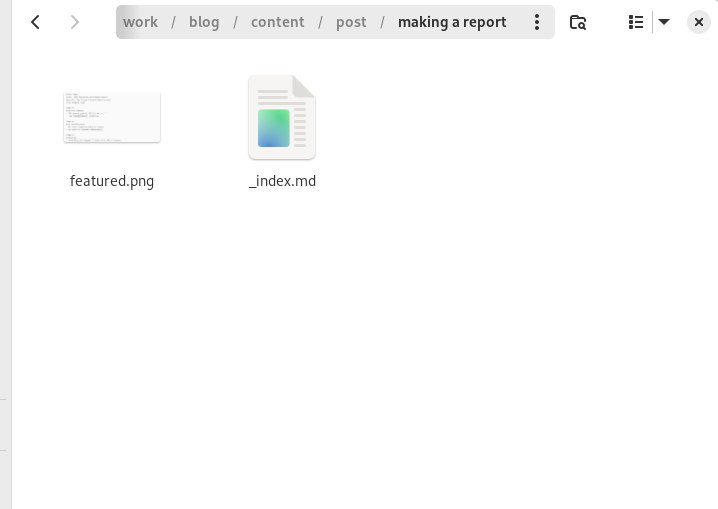 work / blog / content / post / making a report
featured.png _index.md